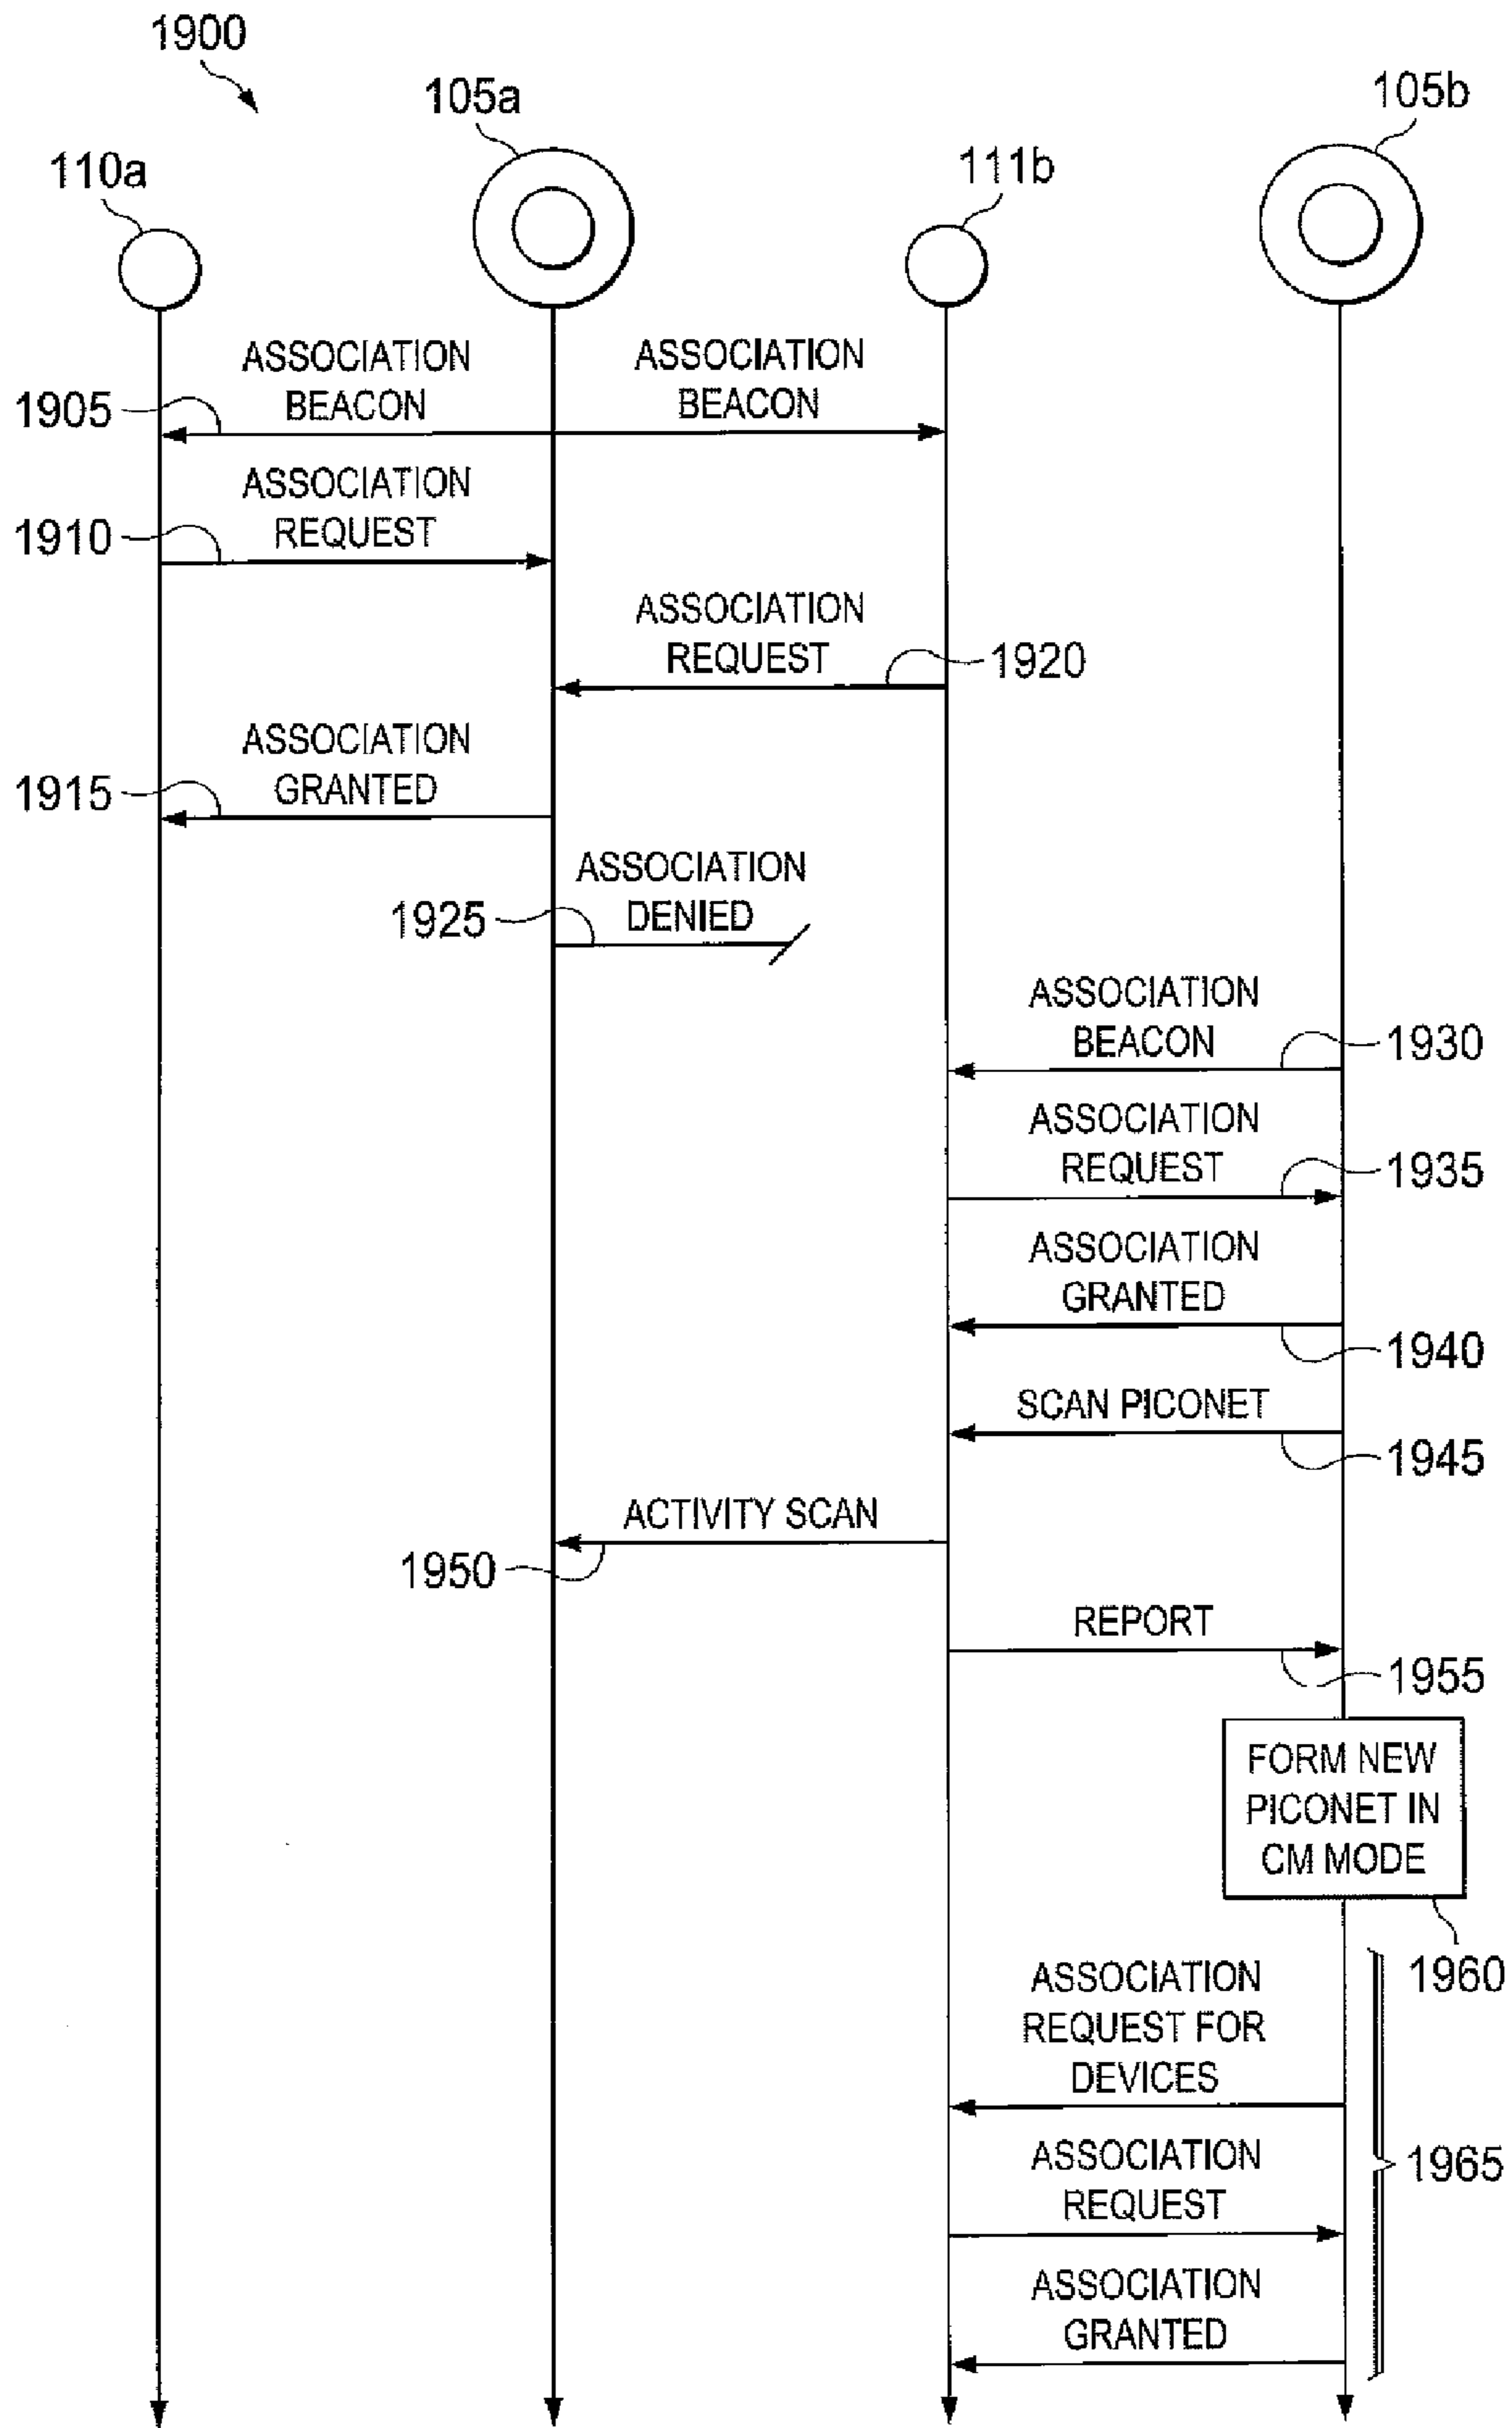 1900
105a
105b
110a
111b
ASSOCIATION
BEACON
ASSOCIATION
BEACON
1905
ASSOCIATION
REQUEST
1910
ASSOCIATION
REQUEST
1920
ASSOCIATION
GRANTED
1915
ASSOCIATION
DENIED
1925
ASSOCIATION
BEACON
1930
ASSOCIATION
REQUEST
1935
ASSOCIATION
GRANTED
1940
SCAN PICONET
1945
ACTIVITY SCAN
1950
REPORT
1955
FORM NEW
PICONET IN
CM MODE
1960
ASSOCIATION
REQUEST FOR
DEVICES
ASSOCIATION
REQUEST
1965
ASSOCIATION
GRANTED